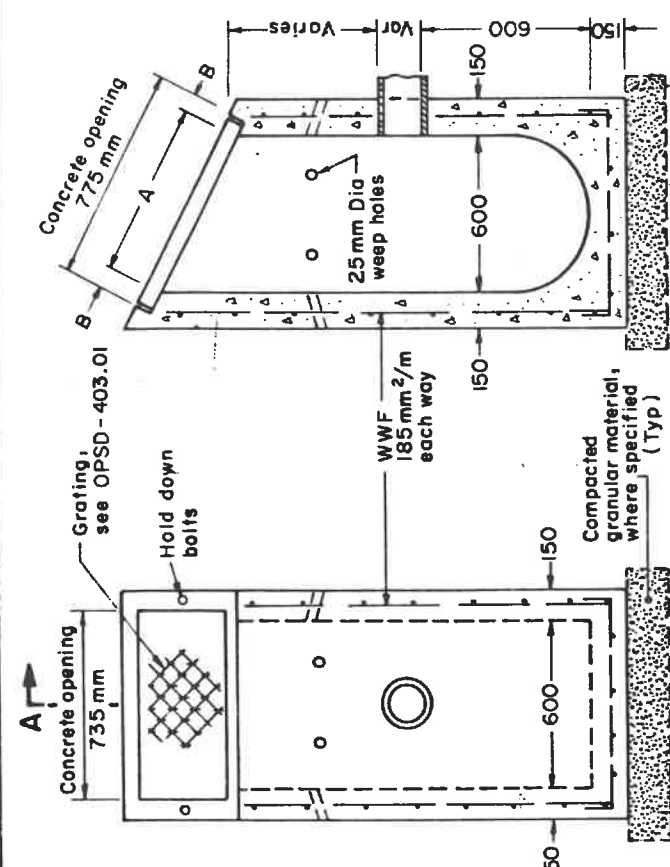 Concrete opening
775 mm
A
B
B
Varies
Var
600
150
150
25 mm Dia
weep holes
600
150
Grating,
see OPSD-403.01
Hold down
bolts
WWF
185 mm²/m
each way
Compacted
granular material,
where specified
(Typ)
A
Concrete opening
735 mm
150
600
50